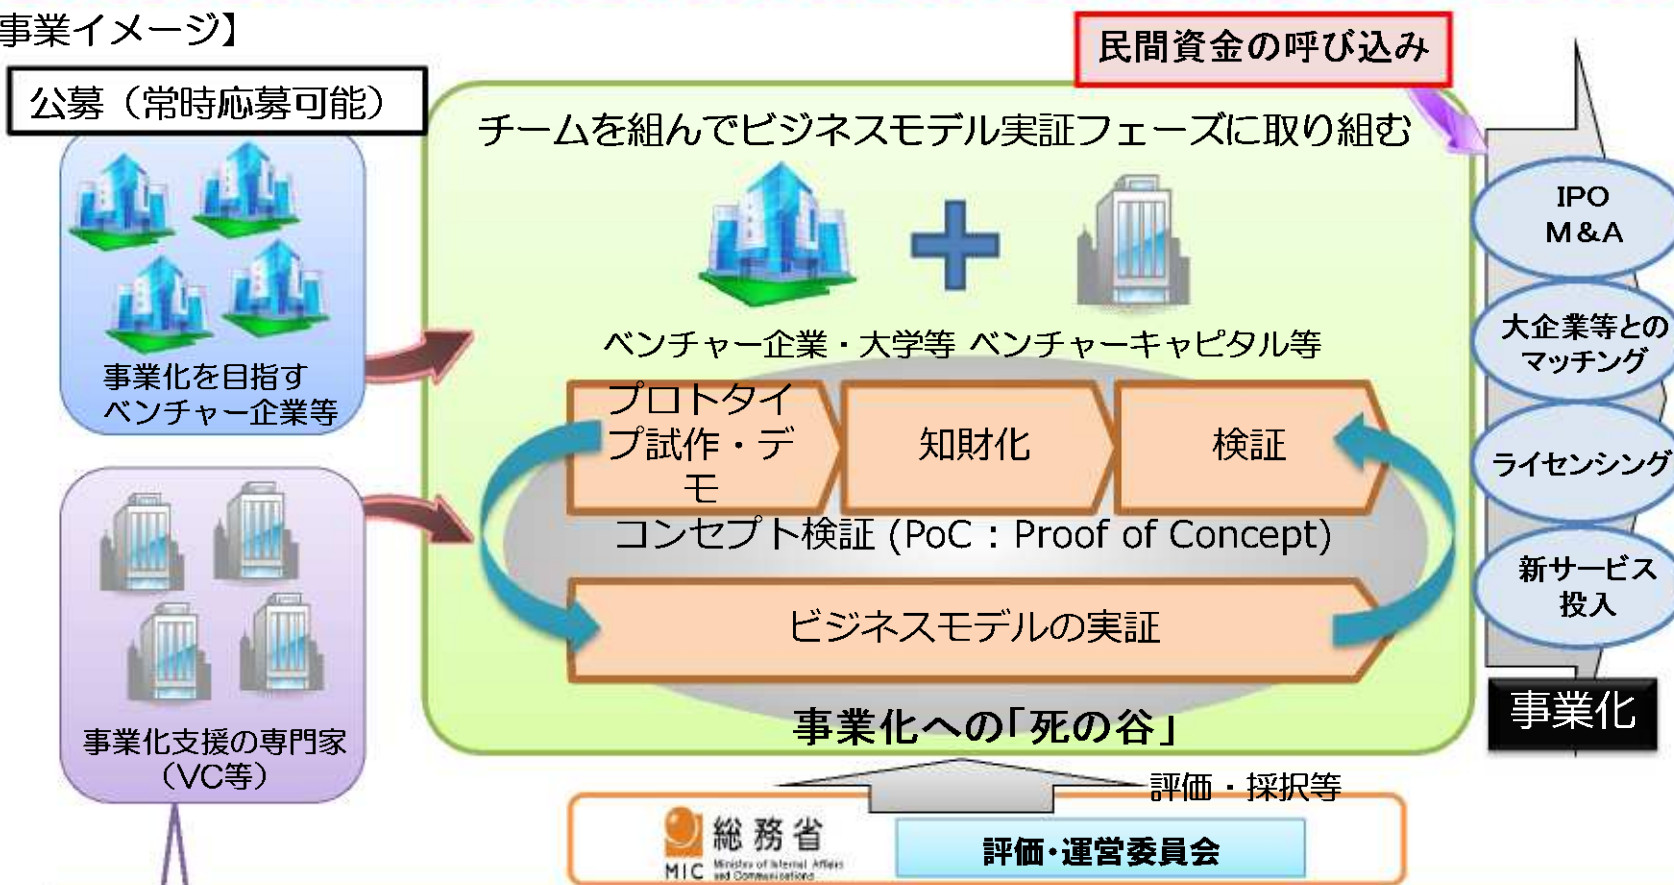 事業イメージ】
民間資金の呼び込み
公募（常時応募可能）
チームを組んでビジネスモデル実証フェーズに取り組む
事業化を目指す
ベンチャー企業等
ベンチャー企業・大学等 ベンチャーキャピタル等
プロトタイ
プ試作・デ
モ
知財化
検証
コンセプト検証 (PoC：Proof of Concept)
ビジネスモデルの実証
事業化への「死の谷」
事業化支援の専門家
（VC等）
IPO
M&A
大企業等との
マッチング
ライセンシング
新サービス
投入
事業化
評価・採択等
総務省
MIC Ministry of Internal Affairs
and Communications
評価・運営委員会